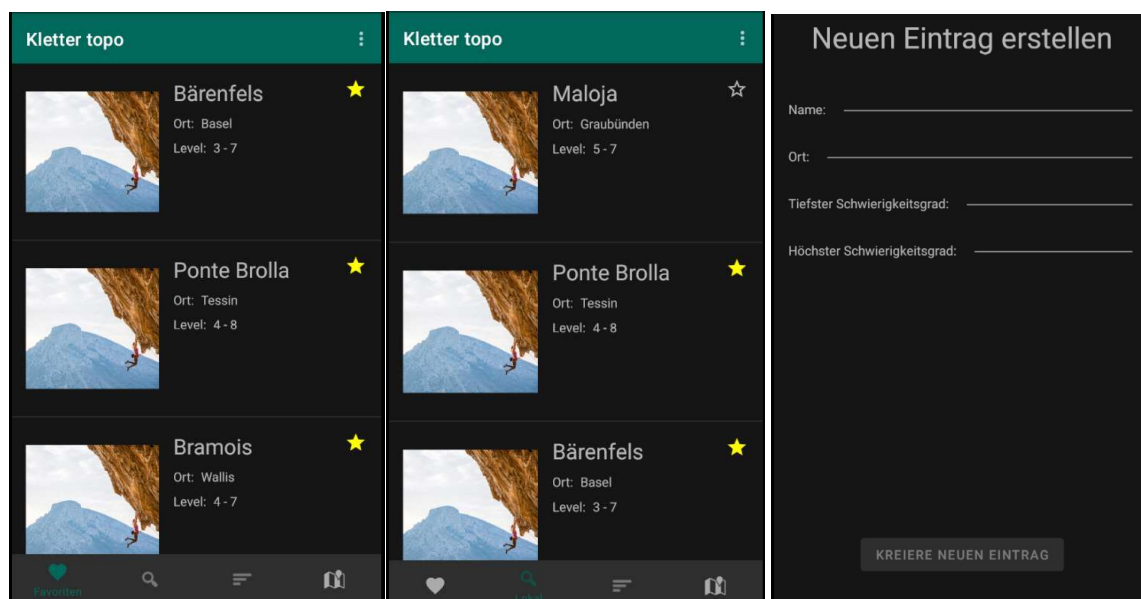 Kletter topo
Bärenfels
Ort: Basel
Level: 3 - 7
Ponte Brolla
Ort: Tessin
Level: 4 - 8
Bramois
Ort: Wallis
Level: 4 - 7
Favoriten
Kletter topo
Maloja
Ort: Graubünden
Level: 5 - 7
Ponte Brolla
Ort: Tessin
Level: 4 - 8
Bärenfels
Ort: Basel
Level: 3 - 7
Neuen Eintrag erstellen
Name:
Ort:
Tiefster Schwierigkeitsgrad:
Höchster Schwierigkeitsgrad:
KREIERE NEUEN EINTRAG